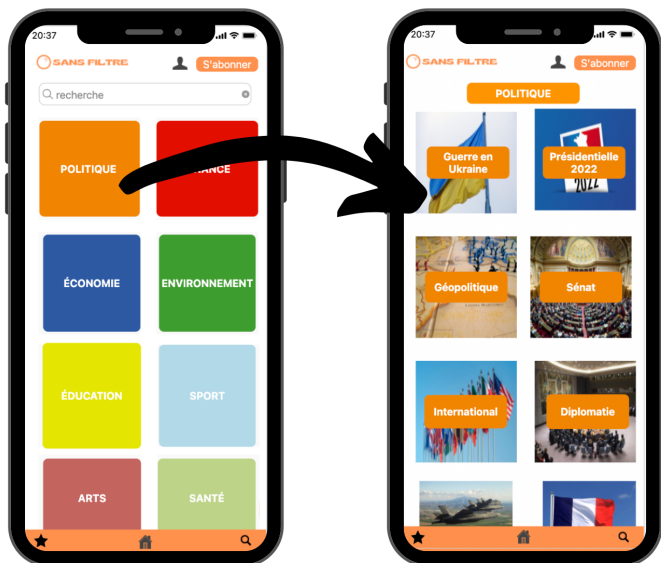 20:37
SANS FILTRE
S'abonner
recherche
POLITIQUE
ÉCONOMIE
ENVIRONNEMENT
ÉDUCATION
SPORT
ARTS
SANTÉ
20:37
SANS FILTRE
S'abonner
POLITIQUE
Guerre en
Ukraine
Présidentielle
2022
2022
Géopolitique
Sénat
International
Diplomatie